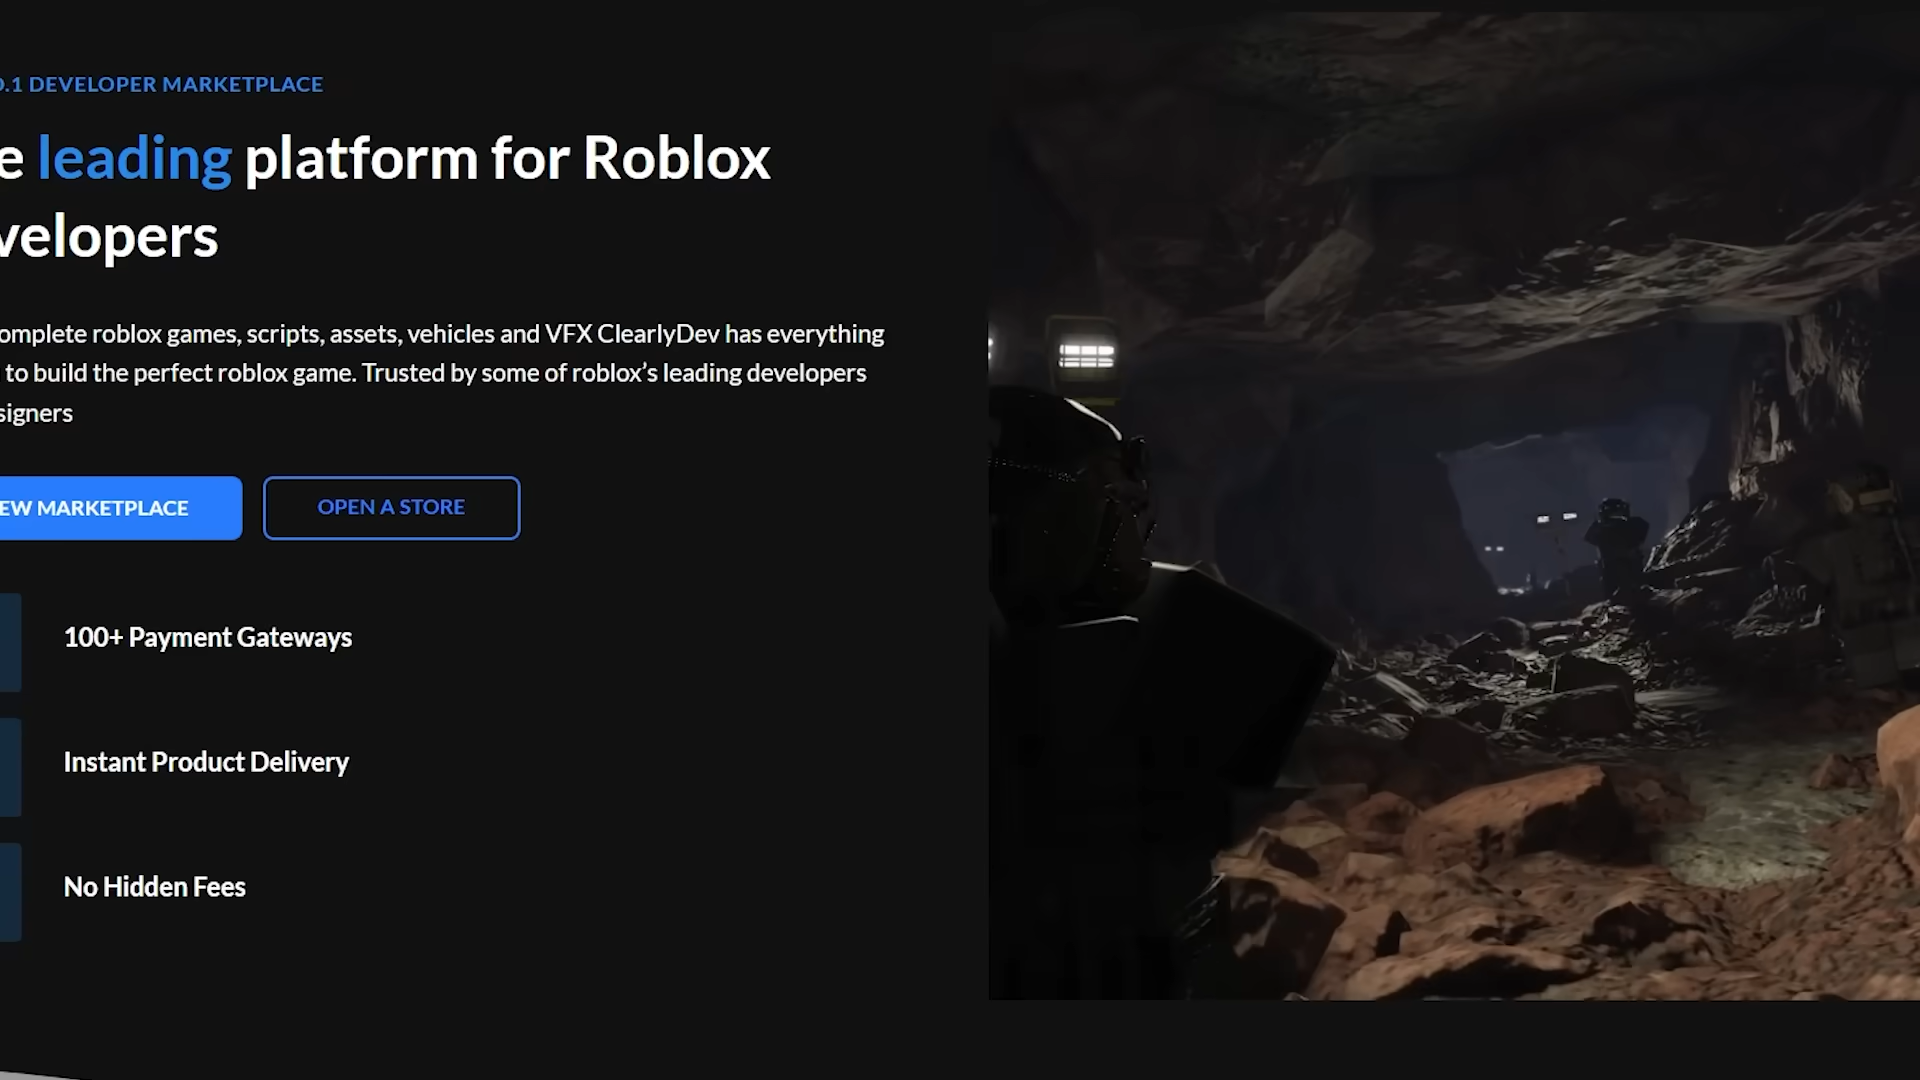 .1 DEVELOPER MARKETPLACE
e leading platform for Roblox
velopers
omplete roblox games, scripts, assets, vehicles and VFX ClearlyDev has everything
to build the perfect roblox game. Trusted by some of roblox’s leading developers
signers
EW MARKETPLACE
OPEN A STORE
100+ Payment Gateways
Instant Product Delivery
No Hidden Fees